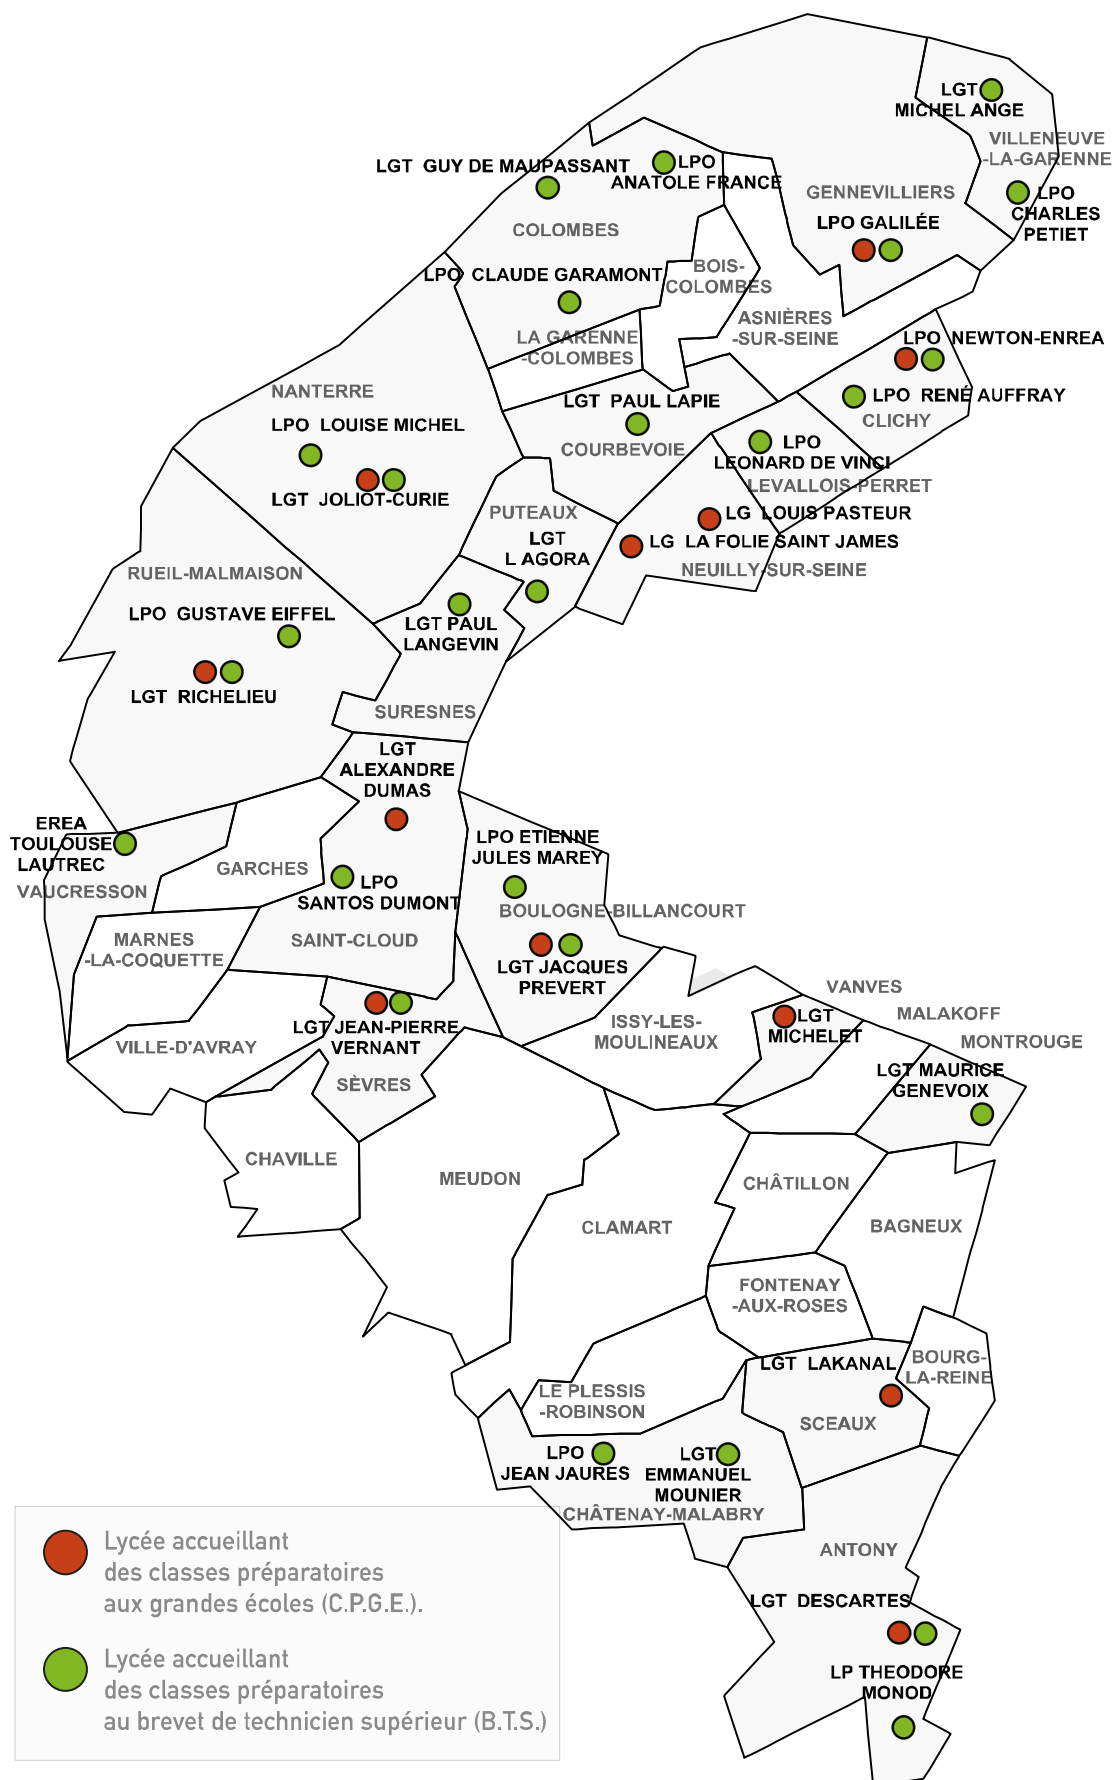 LGT
MICHEL ANGE
VILLENEUVE
-LA-GARENNE
LGT GUY DE MAUPASSANT
LPO
ANATOLE FRANCE
GENNEVILLIERS
LPO
CHARLES
PETIET
LPO GALILÉE
COLOMBES
LPO CLAUDE GARAMONT
BOIS-
COLOMBES
ASNIÈRES
-SUR-SEINE
LA GARENNE
-COLOMBES
LPO NEWTON-ENREA
NANTERRE
LGT PAUL LAPIE
LPO RENÉ AUFFRAY
CLICHY
LPO LOUISE MICHEL
COURBEVOIE
LPO
LEONARD DE VINCI
LEVALLOIS-PERRET
LGT JOLIOT-CURIE
PUTEAUX
LG LOUIS PASTEUR
LGT
L AGORA
LG LA FOLIE SAINT JAMES
NEUILLY-SUR-SEINE
RUEIL-MALMAISON
LPO GUSTAVE EIFFEL
LGT PAUL
LANGEVIN
LGT RICHELIEU
SURESNES
LGT
ALEXANDRE
DUMAS
EREA
TOULOUSE
LAUTREC
VAUCRESSON
GARCHES
LPO ETIENNE
JULES MAREY
LPO
SANTOS DUMONT
BOULOGNE-BILLANCOURT
MARNES
-LA-COQUETTE
SAINT-CLOUD
LGT JACQUES
PREVERT
VANVES
LGT JEAN-PIERRE
VERNANT
ISSY-LES-
MOULINEAUX
LGT
MICHELET
MALAKOFF
MONTROUGE
VILLE-D'AVRAY
SÈVRES
LGT MAURICE
GENEVOIX
CHAVILLE
MEUDON
CHÂTILLON
CLAMART
BAGNEUX
FONTENAY
-AUX-ROSES
LGT LAKANAL
BOURG-
LA-REINE
LE PLESSIS
-ROBINSON
SCEAUX
LPO
JEAN JAURES
LGT
EMMANUEL
MOUNIER
CHÂTENAY-MALABRY
ANTONY
LGT DESCARTES
LP THEODORE
MONOD
Lycée accueillant
des classes préparatoires
aux grandes écoles (C.P.G.E.).
Lycée accueillant
des classes préparatoires
au brevet de technicien supérieur (B.T.S.)